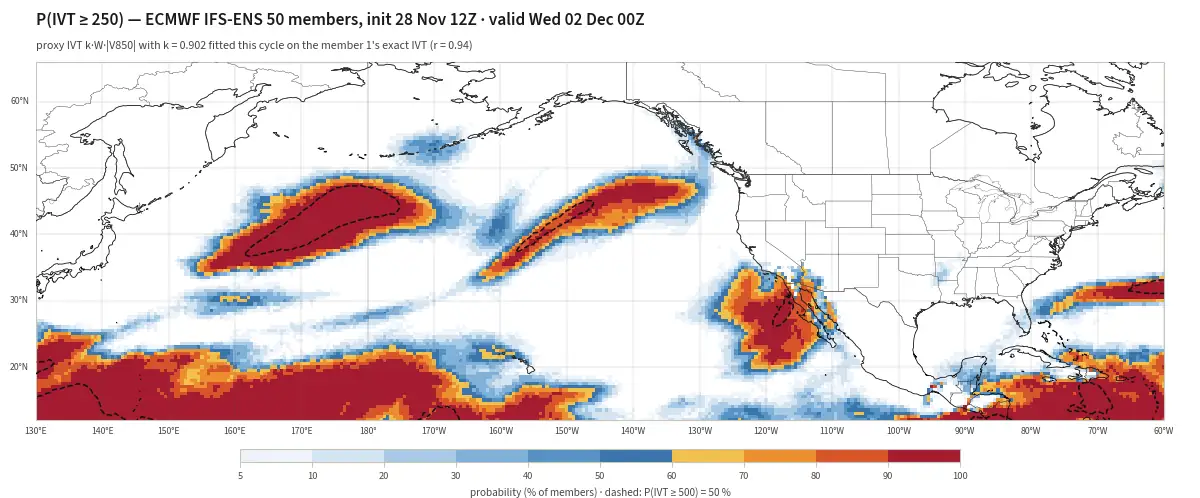 P(IVT ≥ 250) — ECMWF IFS-ENS 50 members, init 28 Nov 12Z · valid Wed 02 Dec 00Z
proxy IVT k·W·|V850| with k = 0.902 fitted this cycle on the member 1's exact IVT (r = 0.94)
60°N
50°N
40°N
30°N
20°N
130°E 140°E 150°E 160°E 170°E 180° 170°W 160°W 150°W 140°W 130°W 120°W 110°W 100°W 90°W 80°W 70°W 60°W
5 10 20 30 40 50 60 70 80 90 100
probability (% of members) · dashed: P(IVT ≥ 500) = 50 %